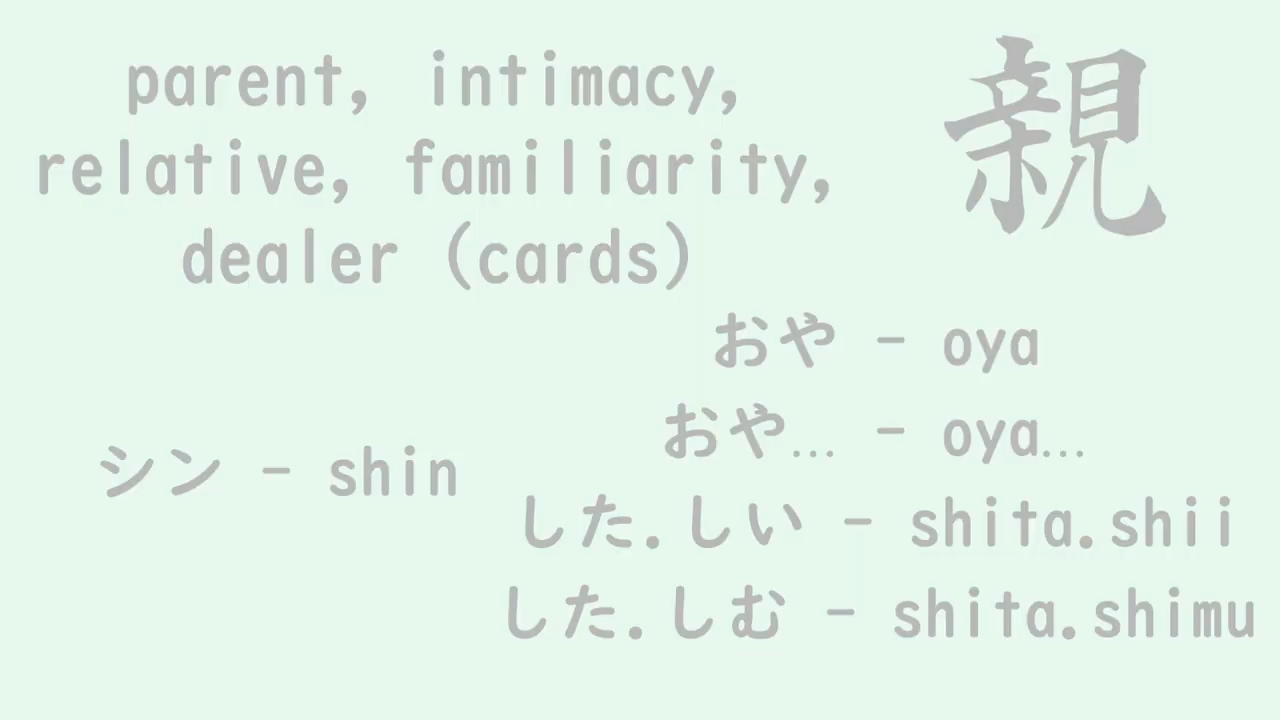 parent, intimacy,
relative, familiarity,
dealer (cards)
親
おや - oya
おや... - oya...
シン - shin
した.しい - shita.shii
した.しむ - shita.shimu